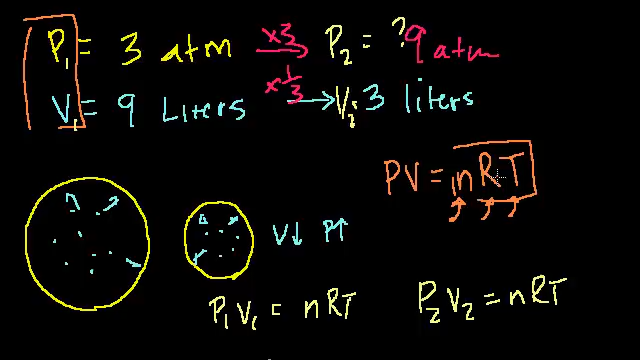 P₁ = 3 atm ×3 P₂ = ? 9 atm
V₁ = 9 Liters ×1/3 → V₂ 3 liters
PV = nRT
V↓ P↑
P₁V₁ = nRT P₂V₂ = nRT